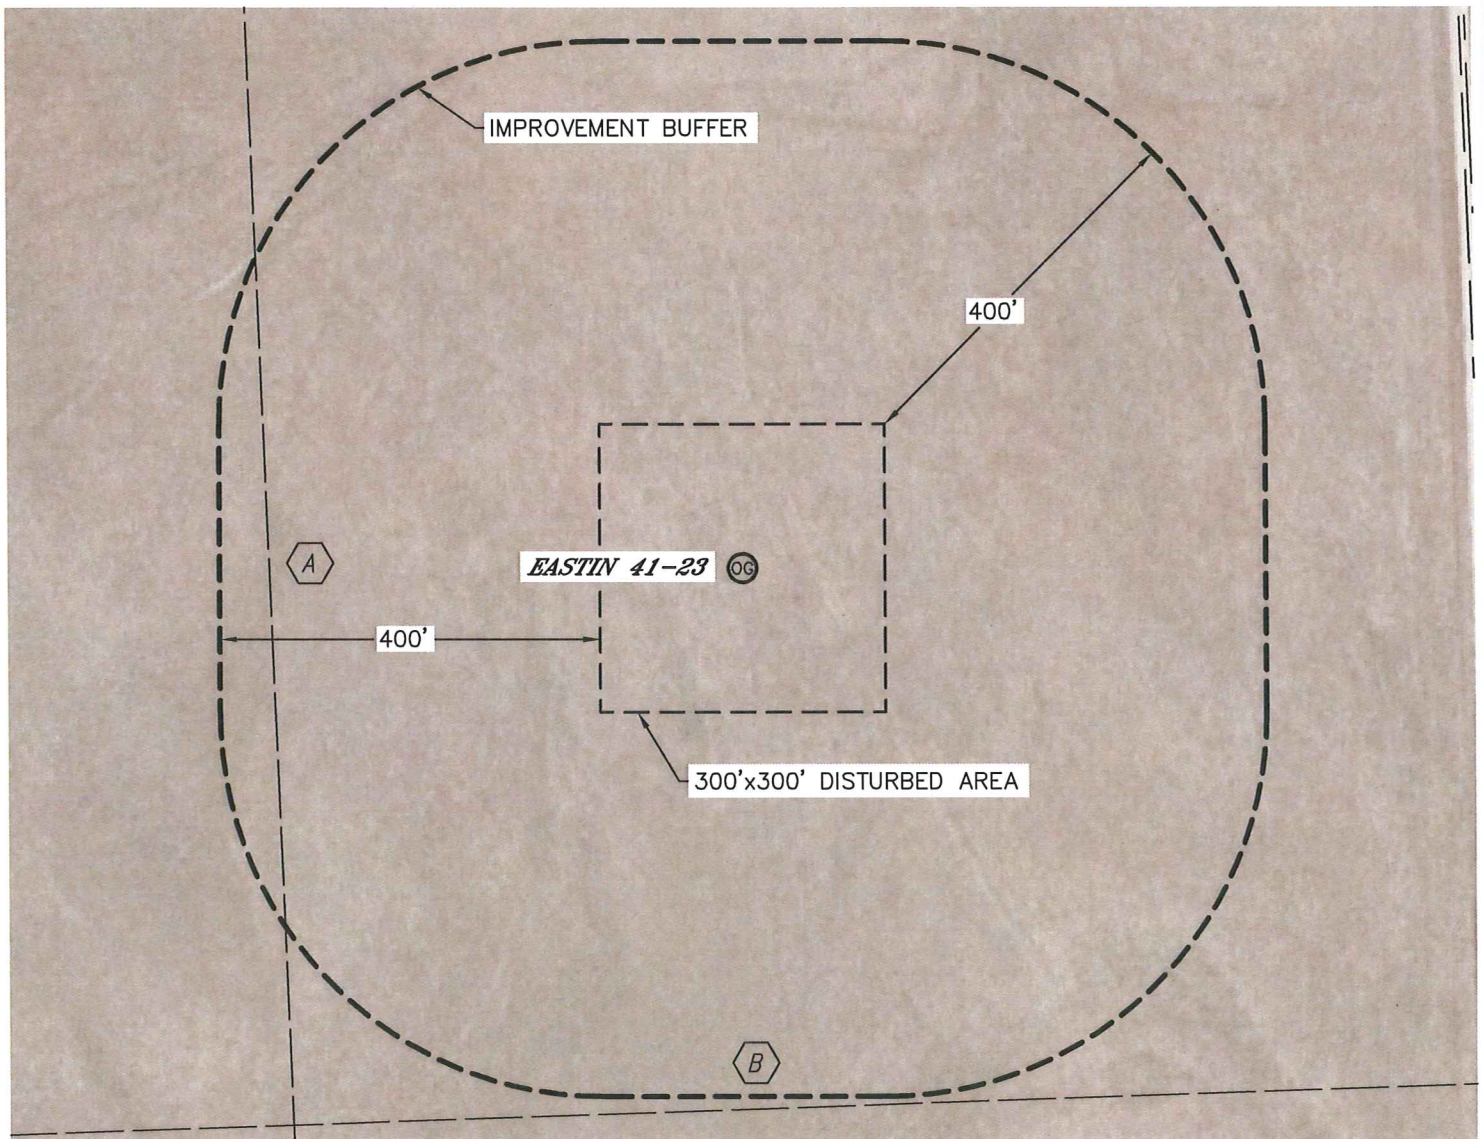 IMPROVEMENT BUFFER
400'
A
EASTIN 41-23 OG
400'
300'x300' DISTURBED AREA
B